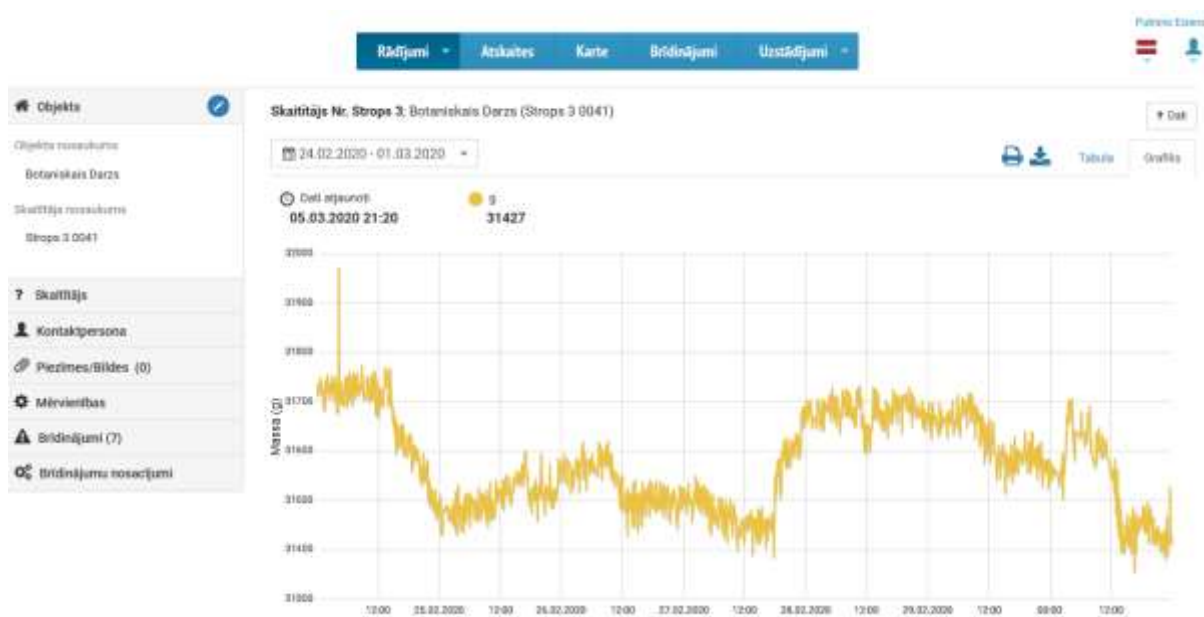 Rādījumi Atskaites Karte Brīdinājumi Uzstādījumi
Objekts
Objekta nosaukums
Botaniskais Darzs
Skaitītāja nosaukums
Strops 3 0041
? Skaitītājs
Kontaktpersona
Piezīmes/Bildes (0)
Mērvienības
Brīdinājumi (7)
Brīdinājumu nosacījumi
Skaitītājs Nr. Strops 3; Botaniskais Darzs (Strops 3 0041)
24.02.2020 - 01.03.2020
Tabula Grafiks
Dati atjaunoti
05.03.2020 21:20
g
31427
Massa (g)
32000
31900
31800
31700
31600
31500
31400
31300
12:00 25.02.2020 12:00 26.02.2020 12:00 27.02.2020 12:00 28.02.2020 12:00 29.02.2020 12:00 00:00 12:00